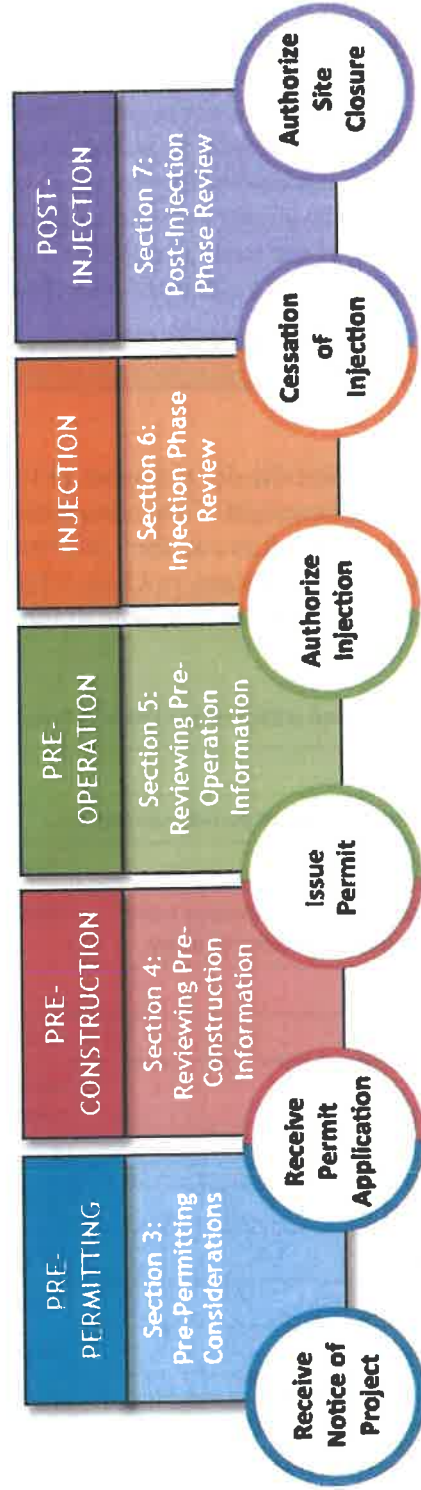 PRE-
PERMITTING
Section 3:
Pre-Permitting
Considerations
PRE-
CONSTRUCTION
Section 4:
Reviewing Pre-
Construction
Information
PRE-
OPERATION
Section 5:
Reviewing Pre-
Operation
Information
INJECTION
Section 6:
Injection Phase
Review
POST-
INJECTION
Section 7:
Post-Injection
Phase Review
Receive
Notice of
Project
Receive
Permit
Application
Issue
Permit
Authorize
Injection
Cessation
of
Injection
Authorize
Site
Closure